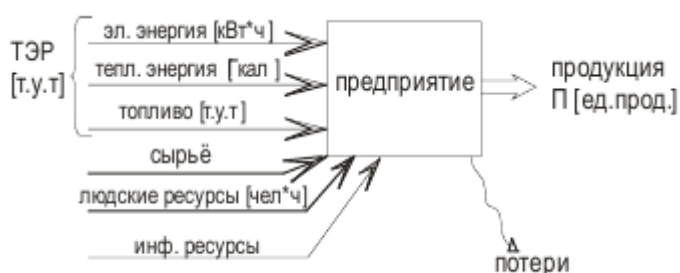 ТЭР
[т.у.т]
эл. энергия [кВт*ч]
тепл. энергия [Гкал ]
топливо [т.у.т]
сырьё
людские ресурсы [чел*ч]
инф. ресурсы
предприятие
продукция
П [ед.прод.]
потери